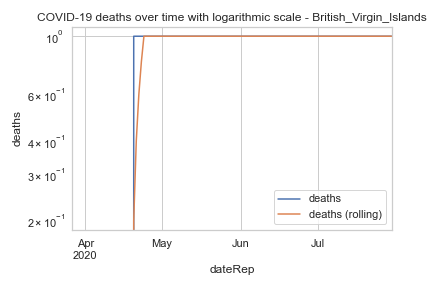 COVID-19 deaths over time with logarithmic scale - British_Virgin_Islands
10⁰
6 × 10⁻¹
4 × 10⁻¹
3 × 10⁻¹
2 × 10⁻¹
deaths
deaths
deaths (rolling)
Apr
2020
May
Jun
Jul
dateRep